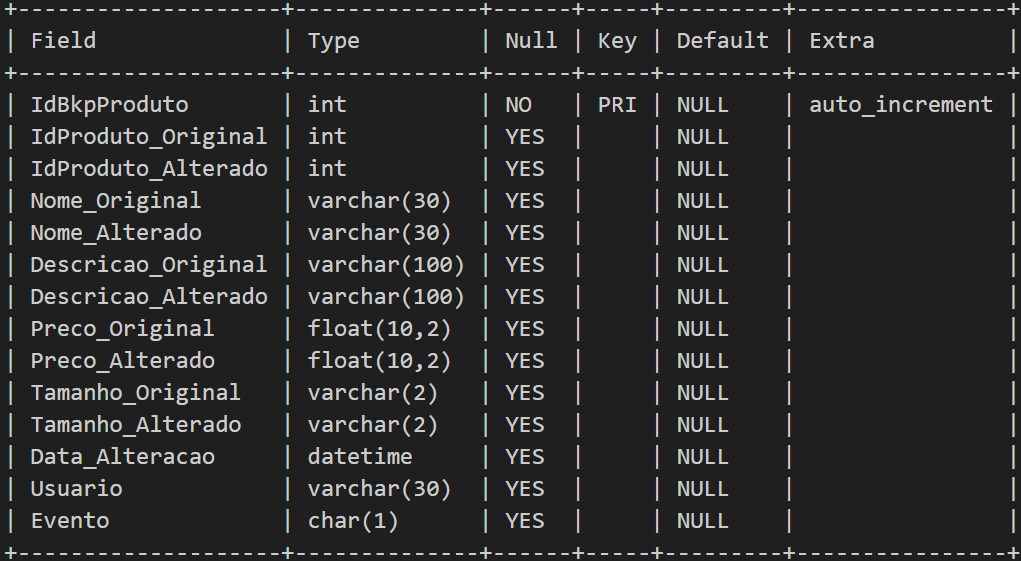 +--------------------+--------------+------+-----+---------+----------------+
| Field              | Type         | Null | Key | Default | Extra          |
+--------------------+--------------+------+-----+---------+----------------+
| IdBkpProduto       | int          | NO   | PRI | NULL    | auto_increment |
| IdProduto_Original | int          | YES  |     | NULL    |                |
| IdProduto_Alterado | int          | YES  |     | NULL    |                |
| Nome_Original      | varchar(30)  | YES  |     | NULL    |                |
| Nome_Alterado      | varchar(30)  | YES  |     | NULL    |                |
| Descricao_Original | varchar(100) | YES  |     | NULL    |                |
| Descricao_Alterado | varchar(100) | YES  |     | NULL    |                |
| Preco_Original     | float(10,2)  | YES  |     | NULL    |                |
| Preco_Alterado     | float(10,2)  | YES  |     | NULL    |                |
| Tamanho_Original   | varchar(2)   | YES  |     | NULL    |                |
| Tamanho_Alterado   | varchar(2)   | YES  |     | NULL    |                |
| Data_Alteracao     | datetime     | YES  |     | NULL    |                |
| Usuario            | varchar(30)  | YES  |     | NULL    |                |
| Evento             | char(1)      | YES  |     | NULL    |                |
+--------------------+--------------+------+-----+---------+----------------+